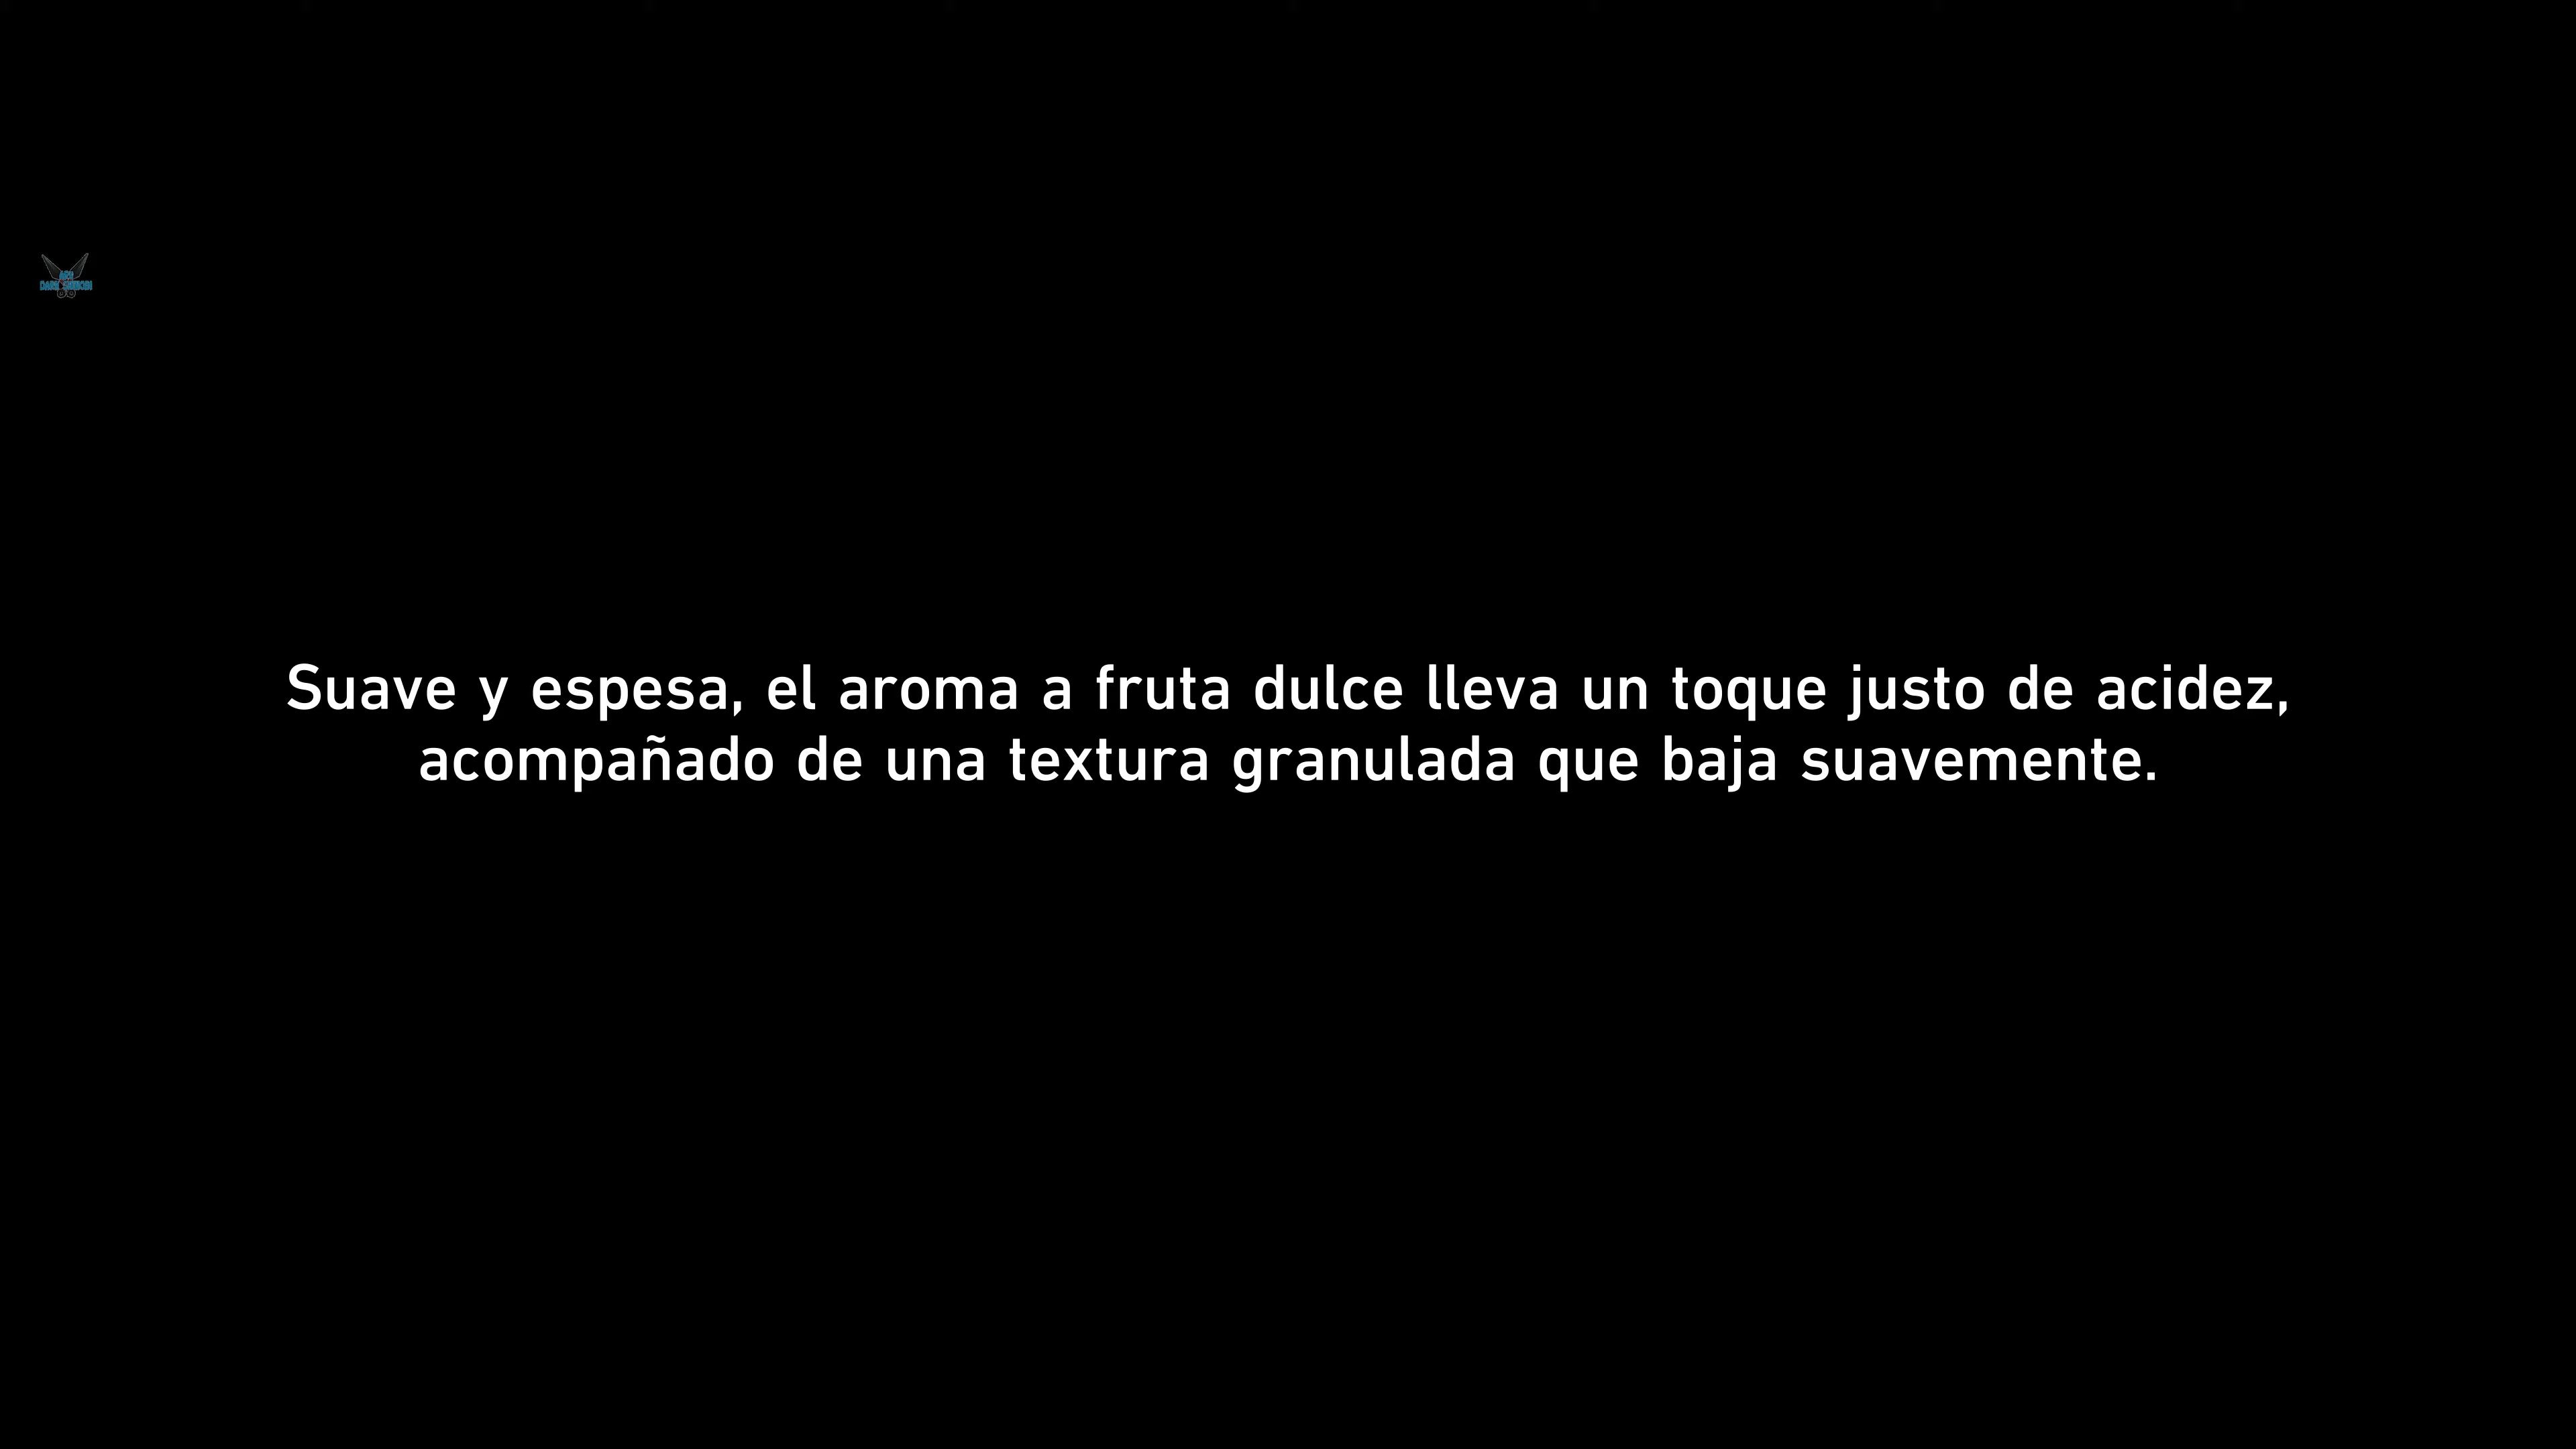 Suave y espesa, el aroma a fruta dulce lleva un toque justo de acidez,
acompañado de una textura granulada que baja suavemente.